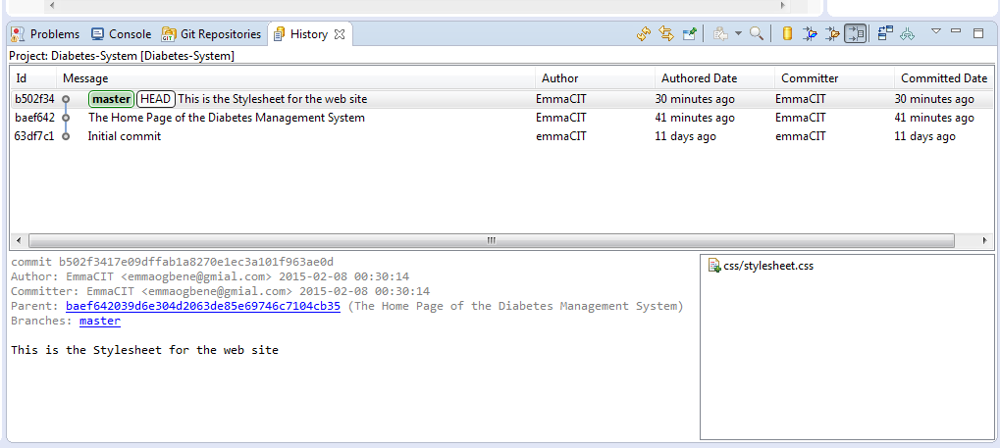 Problems Console Git Repositories History
Project: Diabetes-System [Diabetes-System]
Id Message Author Authored Date Committer Committed Date
b502f34 master HEAD This is the Stylesheet for the web site EmmaCIT 30 minutes ago EmmaCIT 30 minutes ago
baef642 The Home Page of the Diabetes Management System EmmaCIT 41 minutes ago EmmaCIT 41 minutes ago
63df7c1 Initial commit emmaCIT 11 days ago emmaCIT 11 days ago
commit b502f3417e09dffab1a8270e1ec3a101f963ae0d
Author: EmmaCIT <emmaogbene@gmial.com> 2015-02-08 00:30:14
Committer: EmmaCIT <emmaogbene@gmial.com> 2015-02-08 00:30:14
Parent: baef642039d6e304d2063de85e69746c7104cb35 (The Home Page of the Diabetes Management System)
Branches: master
This is the Stylesheet for the web site
css/stylesheet.css